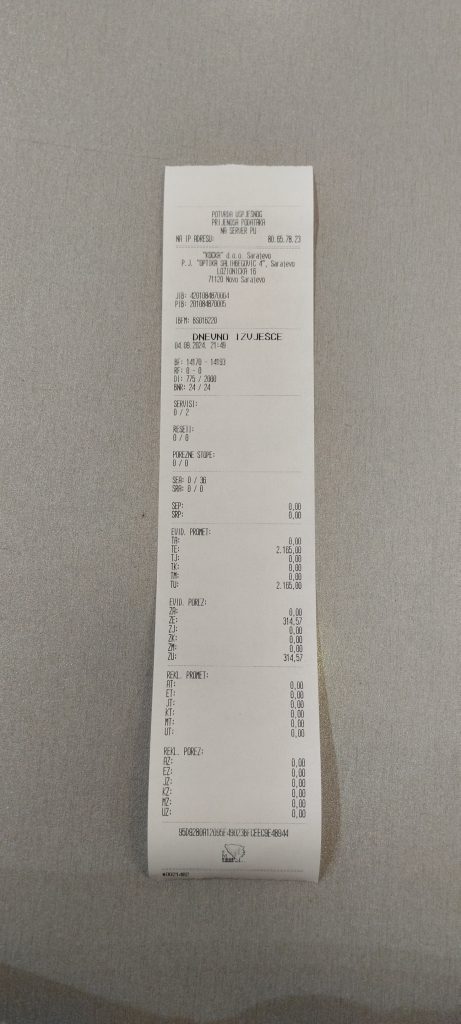 POTVRDA USPJEŠNOG
PRIJENOSA PODATAKA
NA SERVER PU
NA IP ADRESU: 80.65.78.23
"KOCKA" d.o.o. Sarajevo
P.J. "OPTIKA SALIHBEGOVIĆ 4", Sarajevo
LOŽIONIČKA 16
71120 Novo Sarajevo
JIB: 4201084870064
PIB: 201084870005
IBFM: BS016220
DNEVNO IZVJEŠĆE
04.09.2024. 21:49
BF: 14170 - 14193
RF: 0 - 0
DI: 775 / 2000
BNR: 24 / 24
SERVISI:
0 / 2
RESETI:
0 / 8
POREZNE STOPE:
0 / 0
SEA: 0 / 36
SRA: 0 / 0
SEP: 0,00
SRP: 0,00
EVID. PROMET:
TA: 0,00
TE: 2.165,00
TJ: 0,00
TK: 0,00
TM: 0,00
TU: 2.165,00
EVID. POREZ:
ZA: 0,00
ZE: 314,57
ZJ: 0,00
ZK: 0,00
ZM: 0,00
ZU: 314,57
REKL. PROMET:
AT: 0,00
ET: 0,00
JT: 0,00
KT: 0,00
MT: 0,00
UT: 0,00
REKL. POREZ:
AZ: 0,00
EZ: 0,00
JZ: 0,00
KZ: 0,00
MZ: 0,00
UZ: 0,00